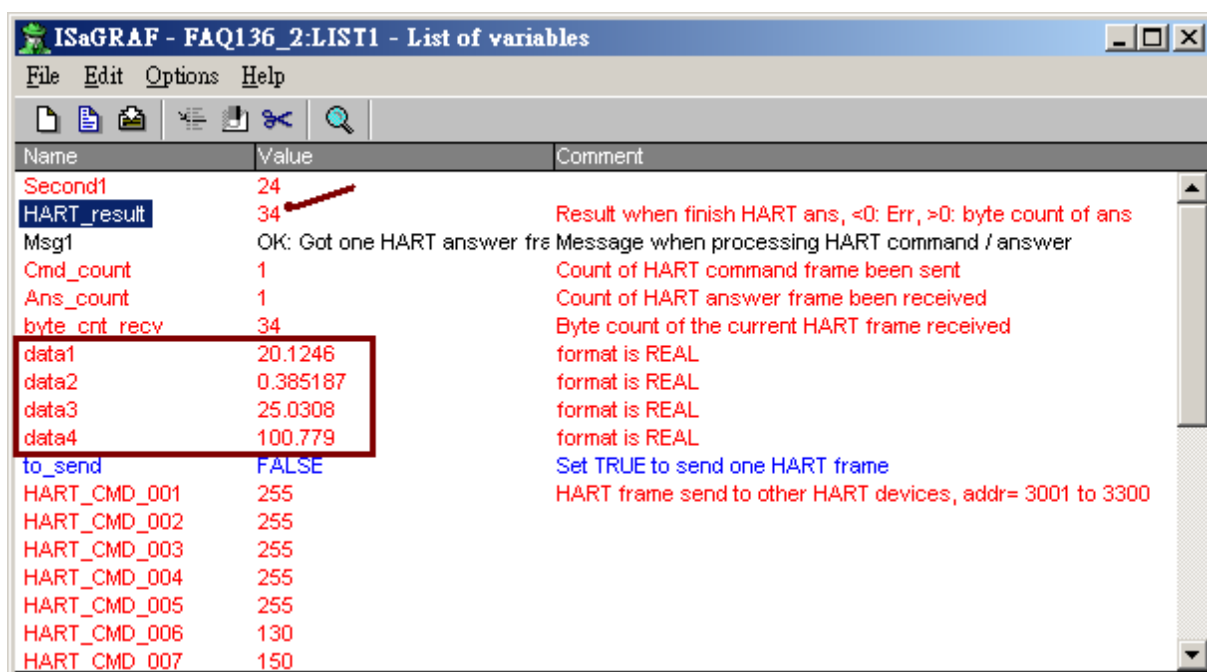 ISaGRAF - FAQ136_2:LIST1 - List of variables
File Edit Options Help
Name Value Comment
Second1 24
HART_result 34 Result when finish HART ans, <0: Err, >0: byte count of ans
Msg1 OK: Got one HART answer fra Message when processing HART command / answer
Cmd_count 1 Count of HART command frame been sent
Ans_count 1 Count of HART answer frame been received
byte_cnt_recv 34 Byte count of the current HART frame received
data1 20.1246 format is REAL
data2 0.385187 format is REAL
data3 25.0308 format is REAL
data4 100.779 format is REAL
to_send FALSE Set TRUE to send one HART frame
HART_CMD_001 255 HART frame send to other HART devices, addr= 3001 to 3300
HART_CMD_002 255
HART_CMD_003 255
HART_CMD_004 255
HART_CMD_005 255
HART_CMD_006 130
HART_CMD_007 150